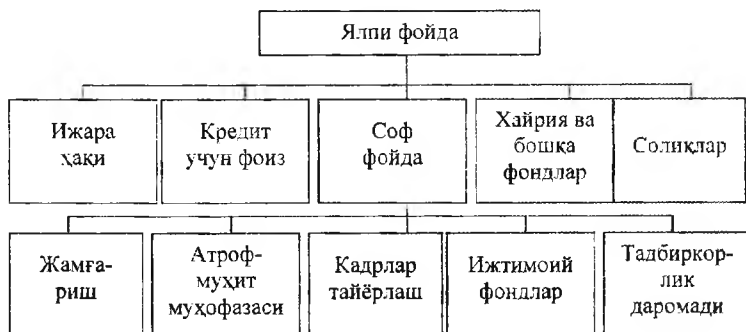 Ялпи фойда
Ижара
ҳақи
Кредит
учун фоиз
Соф
фойда
Хайрия ва
бошқа
фондлар
Солиқлар
Жамға-
риш
Атроф-
муҳит
муҳофазаси
Кадрлар
тайёрлаш
Ижтимоий
фондлар
Тадбиркор-
лик
даромади